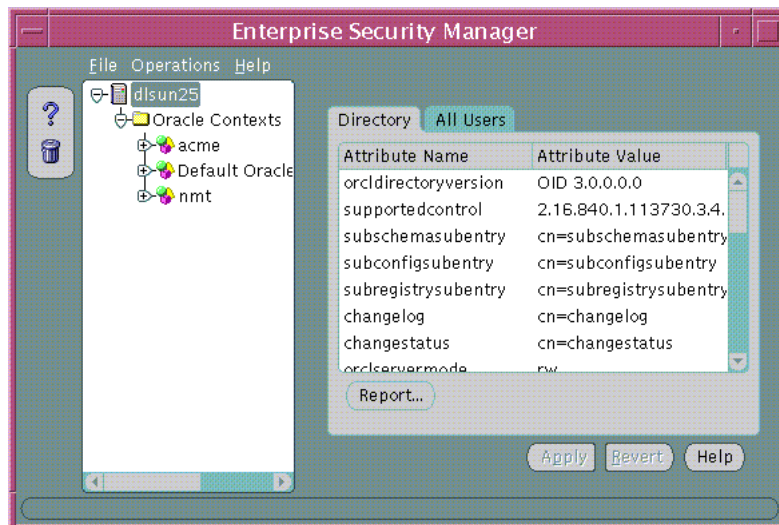 Enterprise Security Manager
File Operations Help
dlsun25
Oracle Contexts
acme
Default Oracle
nmt
Directory All Users
Attribute Name Attribute Value
orcldirectoryversion OID 3.0.0.0.0
supportedcontrol 2.16.840.1.113730.3.4.
subschemasubentry cn=subschemasubentry
subconfigsubentry cn=subconfigsubentry
subregistrysubentry cn=subregistrysubentry
changelog cn=changelog
changestatus cn=changestatus
orclservermode rw
Report...
Apply Revert Help